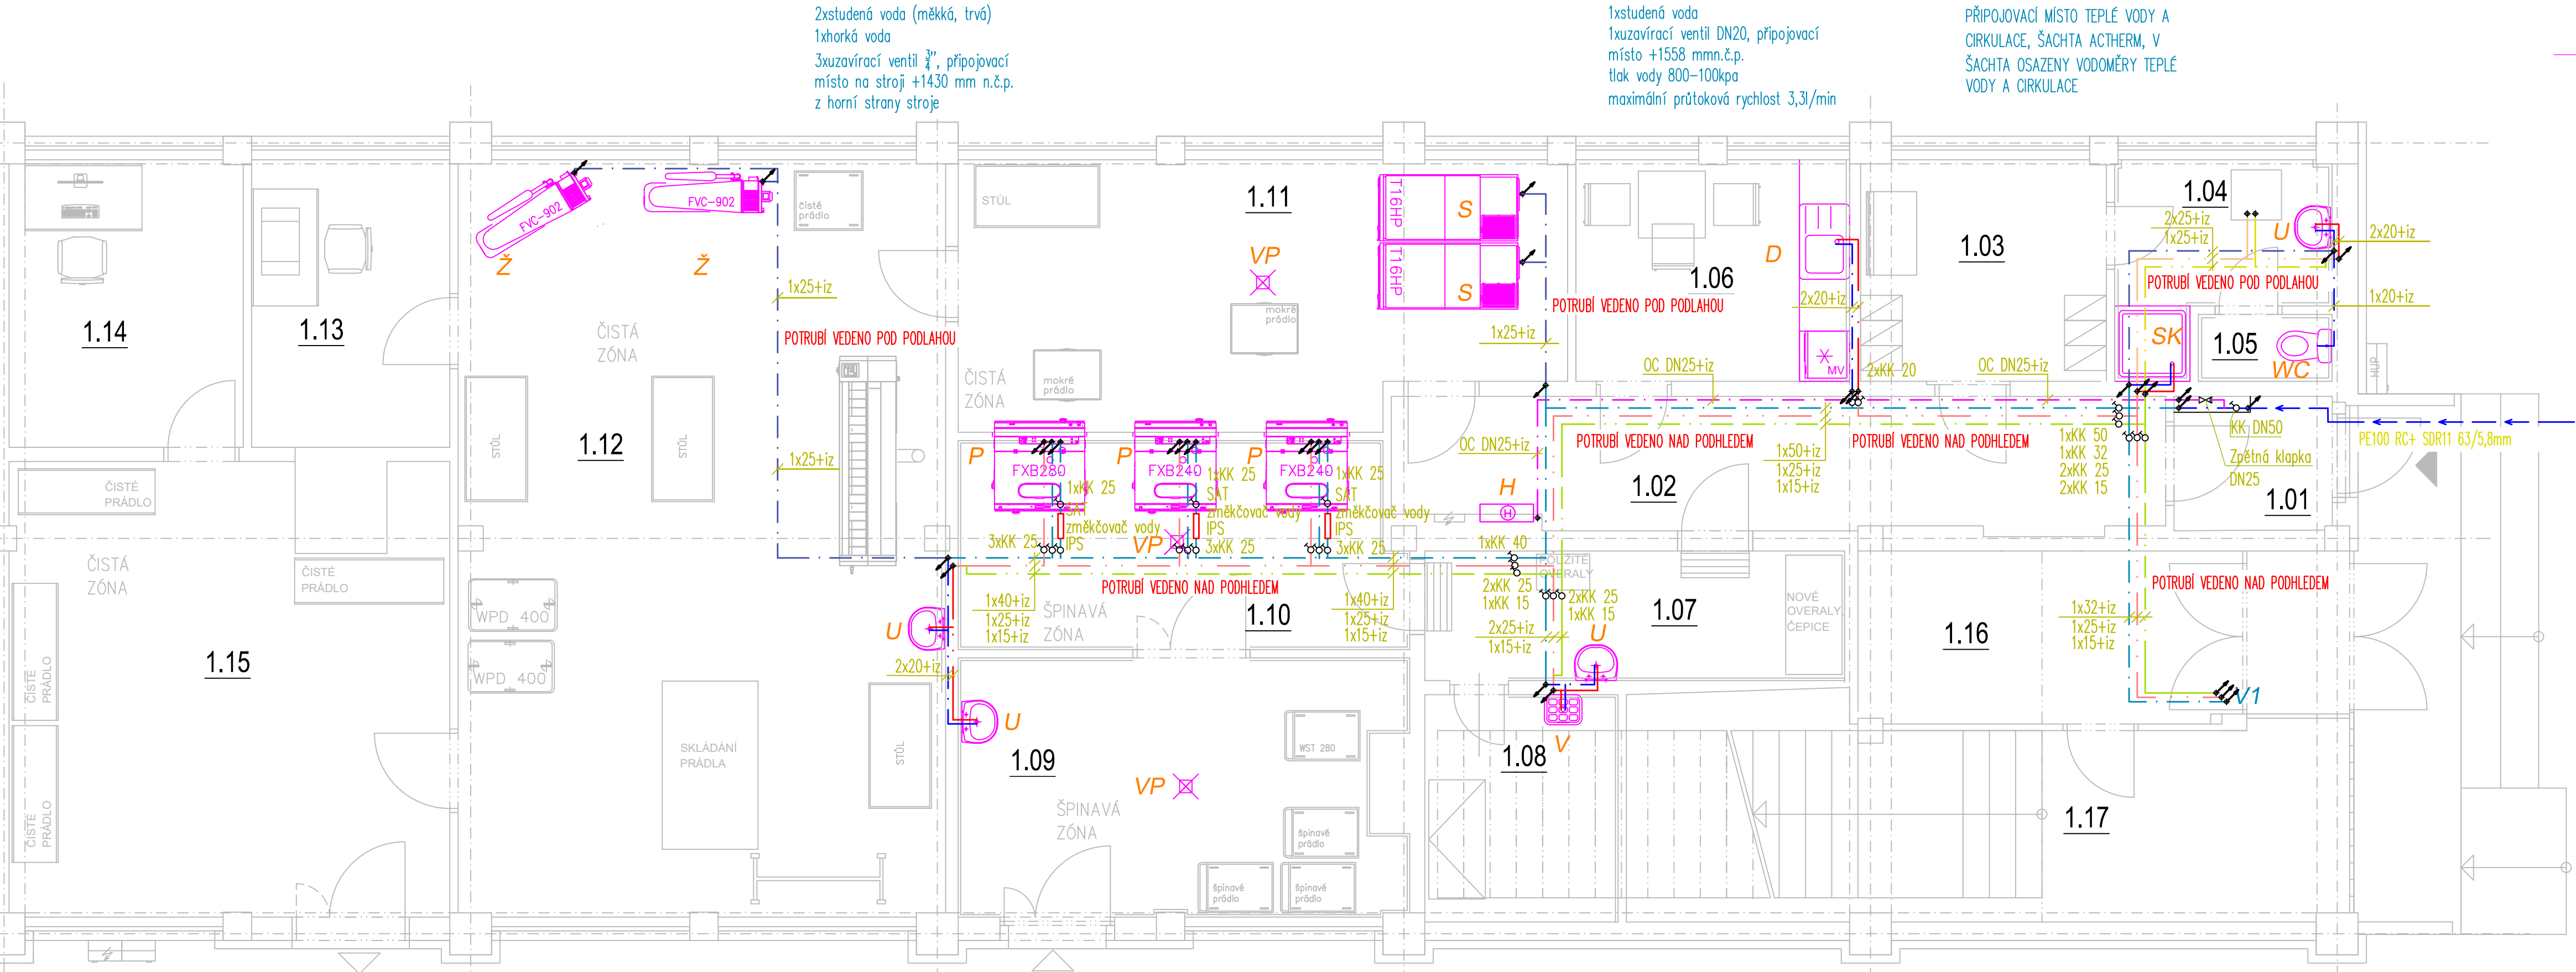 2xstudená voda (měkká, trvá)
1xhorká voda
3xuzavírací ventil ¾", připojovací
místo na stroji +1430 mm n.č.p.
z horní strany stroje
1xstudená voda
1xuzavírací ventil DN20, připojovací
místo +1558 mmn.č.p.
tlak vody 800-100kpa
maximální průtoková rychlost 3,3l/min
PŘIPOJOVACÍ MÍSTO TEPLÉ VODY A
CIRKULACE, ŠACHTA ACTHERM, V
ŠACHTA OSAZENY VODOMĚRY TEPLÉ
VODY A CIRKULACE
1.14
1.13
FVC-902
Ž
FVC-902
Ž
čisté
prádlo
1x25+iz
POTRUBÍ VEDENO POD PODLAHOU
ČISTÁ
ZÓNA
STŮL
STŮL
1.12
1x25+iz
STŮL
1.11
VP
mokré
prádlo
mokré
prádlo
ČISTÁ
ZÓNA
T16HP
S
T16HP
S
1x25+iz
POTRUBÍ VEDENO POD PODLAHOU
1.06
D
2x20+iz
MV
2xKK 20
1.03
1.04
2x25+iz
1x25+iz
U
2x20+iz
POTRUBÍ VEDENO POD PODLAHOU
1x20+iz
SK
1.05
WC
HUP
OC DN25+iz
OC DN25+iz
OC DN25+iz
POTRUBÍ VEDENO NAD PODHLEDEM
POTRUBÍ VEDENO NAD PODHLEDEM
1x50+iz
1x25+iz
1x15+iz
1xKK 50
1xKK 32
2xKK 25
2xKK 15
KK DN50
Zpětná klapka
DN25
PE100 RC+ SDR11 63/5,8mm
1.01
1.02
H
H
P
FXB280
1xKK 25
SAT
změkčovač vody
IPS
3xKK 25
P
FXB240
1xKK 25
SAT
změkčovač vody
IPS
3xKK 25
VP
P
FXB240
1xKK 25
SAT
změkčovač vody
IPS
3xKK 25
1xKK 40
POUŽITÉ
OVERALY
2xKK 25
1xKK 15
2xKK 25
1xKK 15
2x25+iz
1x15+iz
U
1.07
NOVÉ
OVERALY
ČEPICE
1.16
POTRUBÍ VEDENO NAD PODHLEDEM
1x32+iz
1x25+iz
1x15+iz
V1
POTRUBÍ VEDENO NAD PODHLEDEM
1x40+iz
1x25+iz
1x15+iz
ŠPINAVÁ
ZÓNA
1.10
1x40+iz
1x25+iz
1x15+iz
ČISTÉ
PRÁDLO
ČISTÁ
ZÓNA
ČISTÉ
PRÁDLO
ČISTÉ
PRÁDLO
ČISTÉ
PRÁDLO
1.15
WPD 400
WPD 400
SKLÁDÁNÍ
PRÁDLA
STŮL
U
2x20+iz
U
1.09
VP
ŠPINAVÁ
ZÓNA
WST 280
špinavé
prádlo
špinavé
prádlo
špinavé
prádlo
V
1.08
1.17